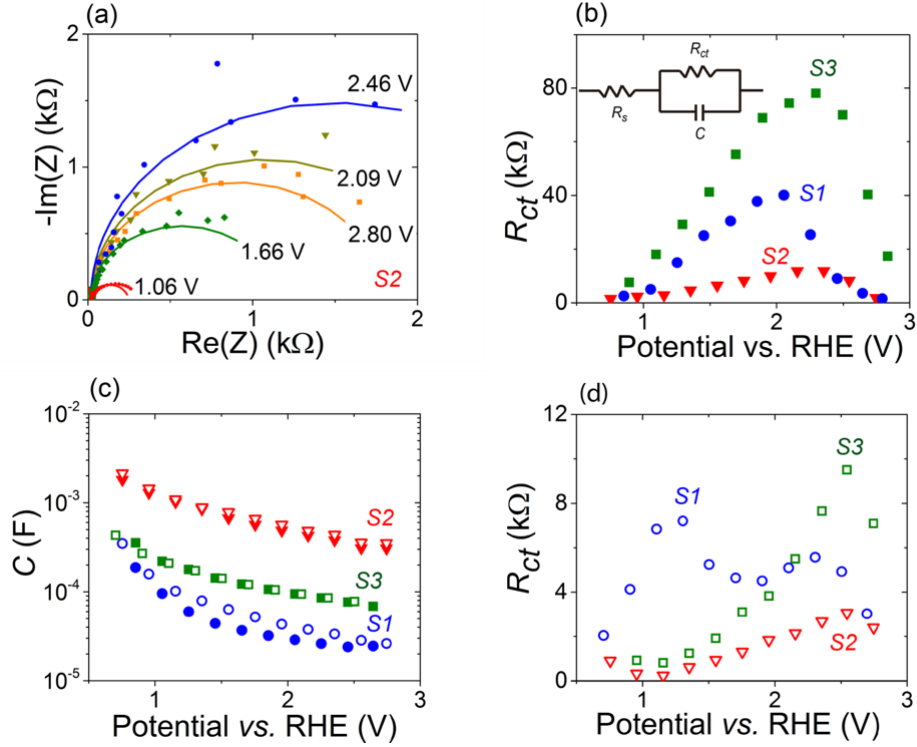 (a)
2
1
0
0
1
2
-Im(Z) (kΩ)
Re(Z) (kΩ)
2.46 V
2.09 V
2.80 V
1.66 V
1.06 V
S2
(b)
80
40
0
1
2
3
R_ct (kΩ)
Potential vs. RHE (V)
R_ct
R_s
C
S3
S1
S2
(c)
10⁻²
10⁻³
10⁻⁴
10⁻⁵
1
2
3
C (F)
Potential vs. RHE (V)
S2
S3
S1
(d)
12
8
4
0
1
2
3
R_ct (kΩ)
Potential vs. RHE (V)
S3
S1
S2